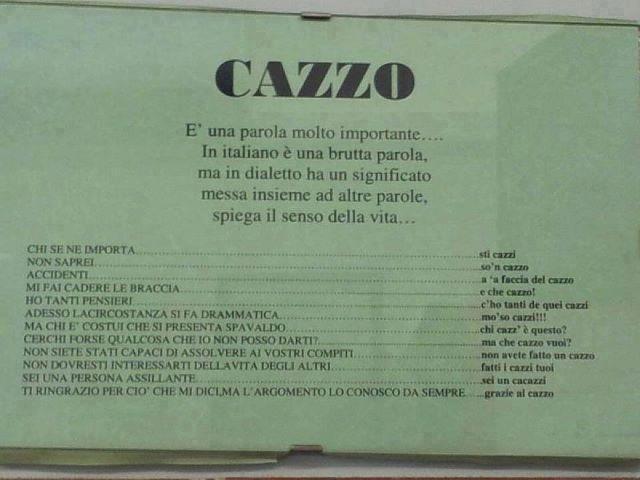 CAZZO
E' una parola molto importante….
In italiano è una brutta parola,
ma in dialetto ha un significato
messa insieme ad altre parole,
spiega il senso della vita…
CHI SE NE IMPORTA.....sti cazzi
NON SAPREI.....so'n cazzo
ACCIDENTI.....a 'a faccia del cazzo
MI FAI CADERE LE BRACCIA.....e che cazzo!
HO TANTI PENSIERI.....c'ho tanti de quei cazzi
ADESSO LACIRCOSTANZA SI FA DRAMMATICA.....mo'so cazzi!!!
MA CHI E' COSTUI CHE SI PRESENTA SPAVALDO.....chi cazz' è questo?
CERCHI FORSE QUALCOSA CHE IO NON POSSO DARTI?.....ma che cazzo vuoi?
NON SIETE STATI CAPACI DI ASSOLVERE AI VOSTRI COMPITI.....non avete fatto un cazzo
NON DOVRESTI INTERESSARTI DELLAVITA DEGLI ALTRI.....fatti i cazzi tuoi
SEI UNA PERSONA ASSILLANTE.....sei un cacazzi
TI RINGRAZIO PER CIO' CHE MI DICI,MA L'ARGOMENTO LO CONOSCO DA SEMPRE.....grazie al cazzo